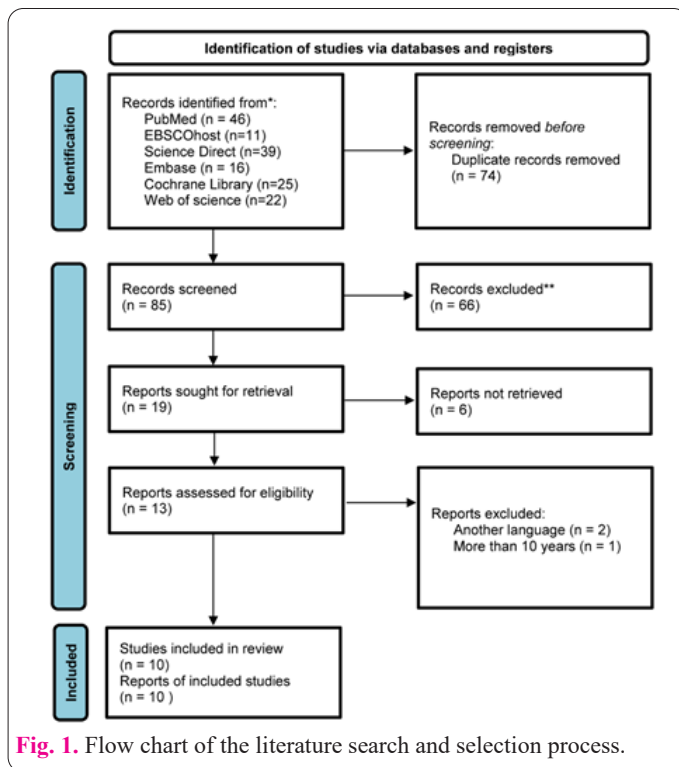 Identification of studies via databases and registers
Identification
Records identified from*:
PubMed (n = 46)
EBSCOhost (n=11)
Science Direct (n=39)
Embase (n = 16)
Cochrane Library (n=25)
Web of science (n=22)
Records removed before
screening:
Duplicate records removed
(n = 74)
Screening
Records screened
(n = 85)
Records excluded**
(n = 66)
Reports sought for retrieval
(n = 19)
Reports not retrieved
(n = 6)
Reports assessed for eligibility
(n = 13)
Reports excluded:
Another language (n = 2)
More than 10 years (n = 1)
Included
Studies included in review
(n = 10)
Reports of included studies
(n = 10 )
Fig. 1. Flow chart of the literature search and selection process.